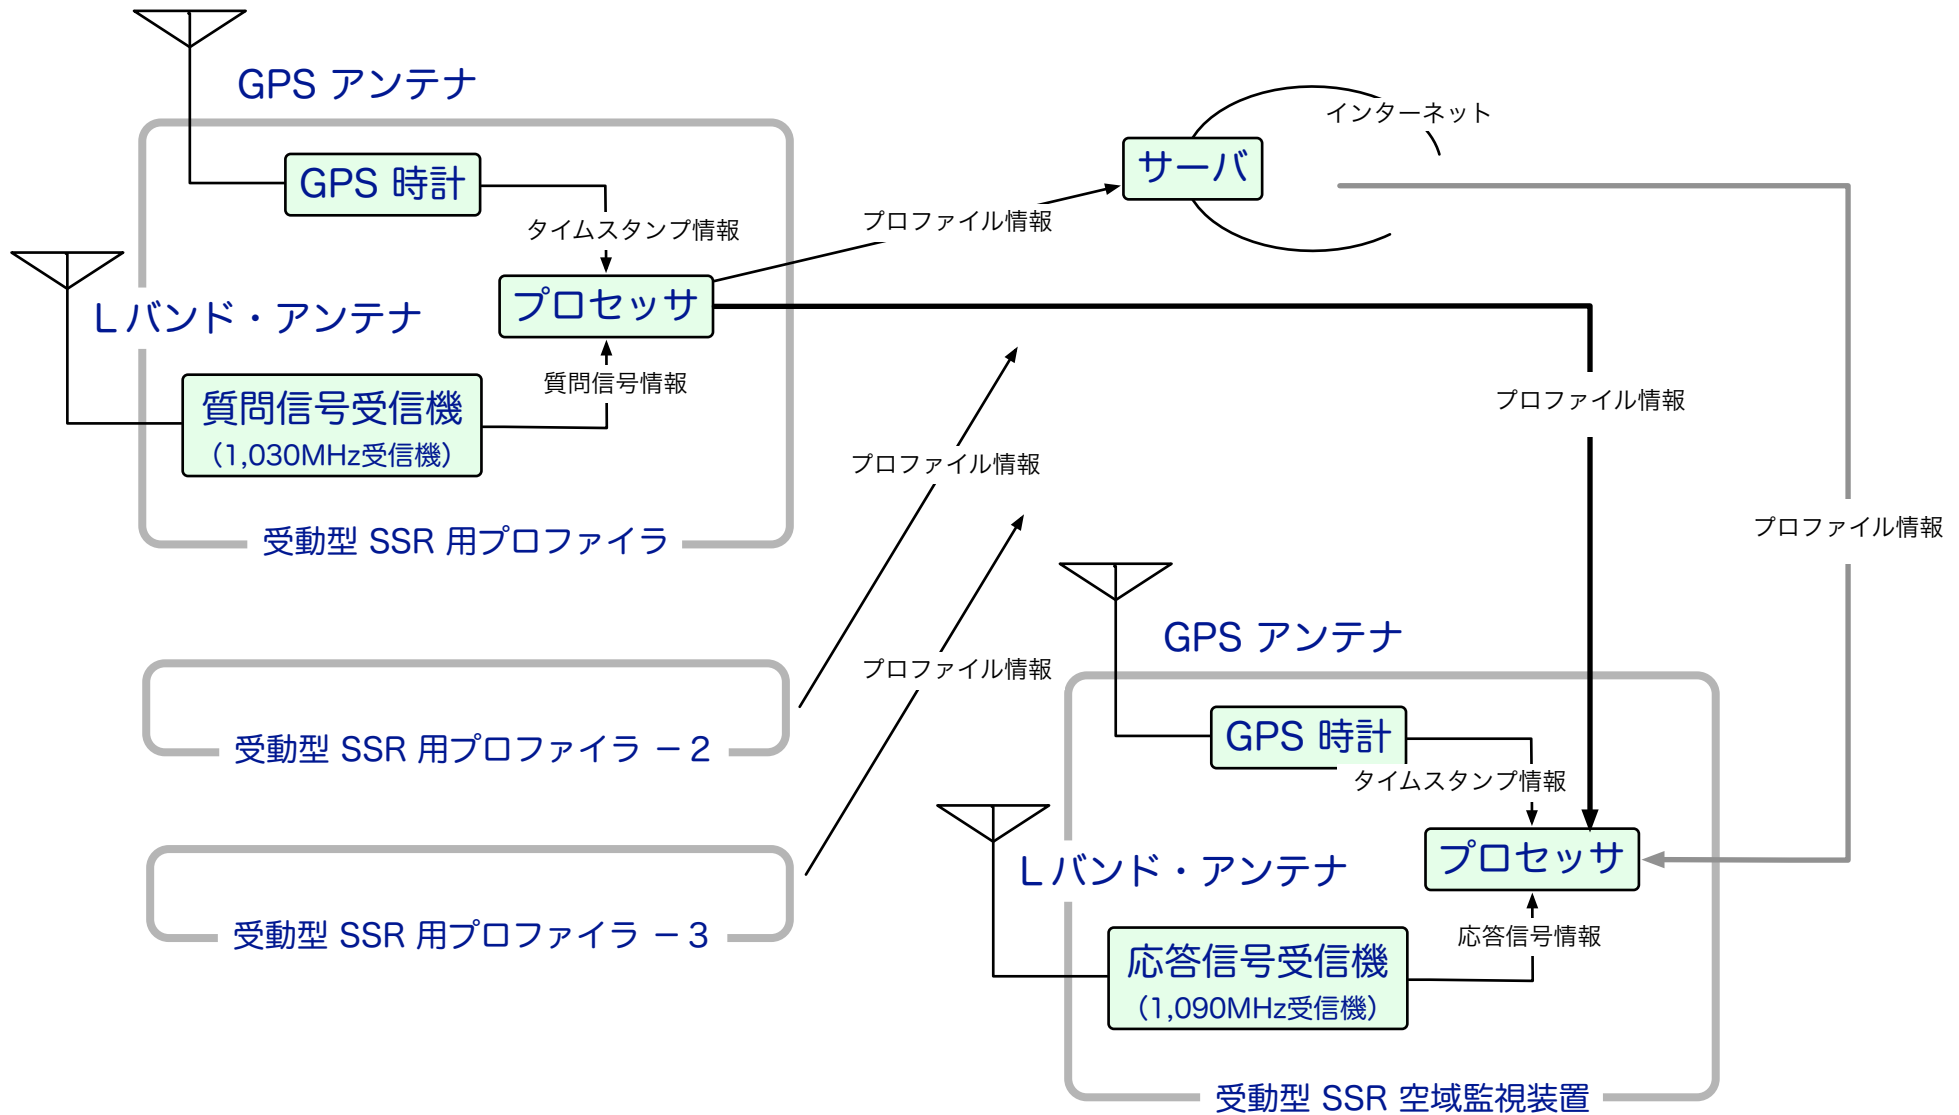 GPS アンテナ
インターネット
サーバ
GPS 時計
タイムスタンプ情報
プロファイル情報
Lバンド・アンテナ
プロセッサ
質問信号情報
質問信号受信機
(1,030MHz受信機)
受動型 SSR 用プロファイラ
プロファイル情報
プロファイル情報
プロファイル情報
プロファイル情報
受動型 SSR 用プロファイラ －2
受動型 SSR 用プロファイラ －3
GPS アンテナ
GPS 時計
タイムスタンプ情報
Lバンド・アンテナ
プロセッサ
応答信号情報
応答信号受信機
(1,090MHz受信機)
受動型 SSR 空域監視装置